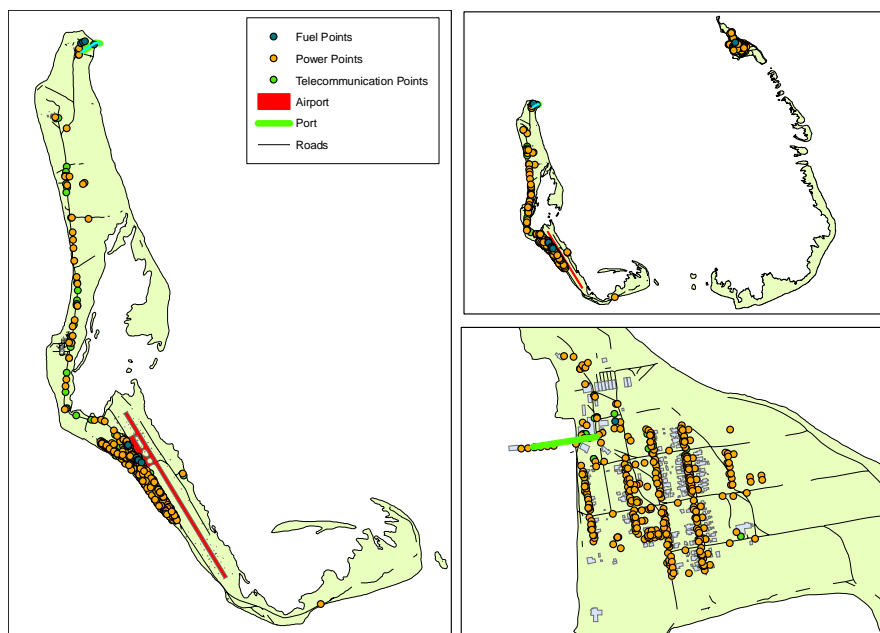 Fuel Points
Power Points
Telecommunication Points
Airport
Port
Roads